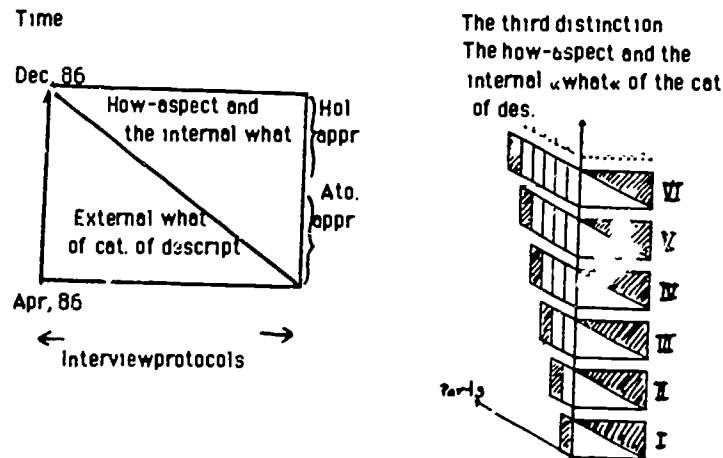 Time
Dec, 86
How-aspect and
the internal what
Hol
appr
Ato.
appr
External what
of cat. of descript
Apr, 86
Interviewprotocols
The third distinction
The how-aspect and the
internal «what« of the cat
of des.
VI
V
IV
III
II
I
Parts